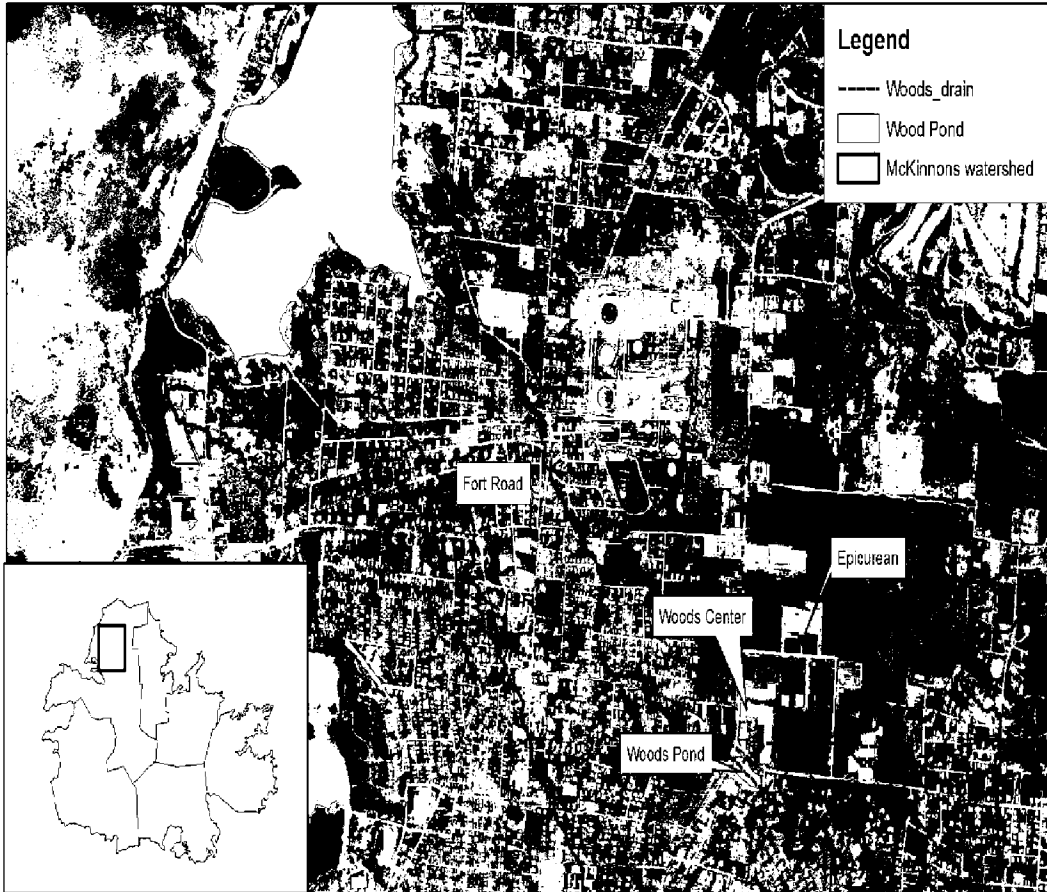 Legend
Woods_drain
Wood Pond
McKinnons watershed
Fort Road
Epicurean
Woods Center
Woods Pond